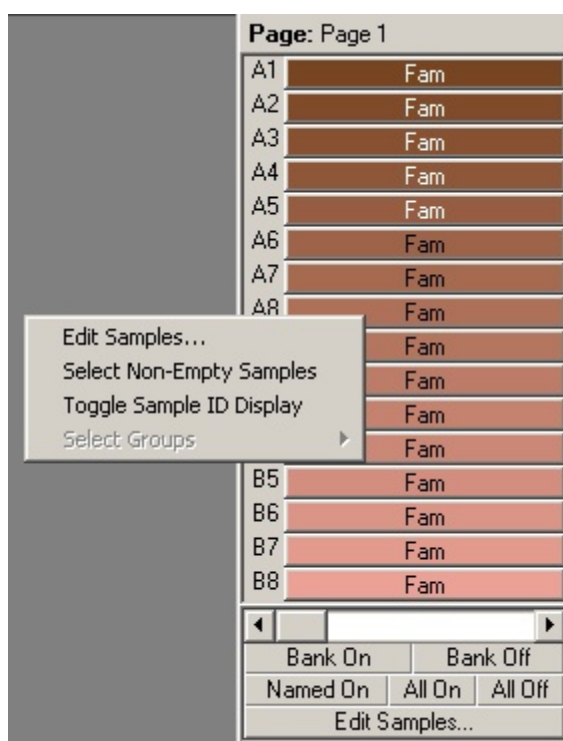 Page: Page 1
A1 Fam
A2 Fam
A3 Fam
A4 Fam
A5 Fam
A6 Fam
A7 Fam
A8 Fam
Fam
Fam
Fam
Fam
B5 Fam
B6 Fam
B7 Fam
B8 Fam
Edit Samples...
Select Non-Empty Samples
Toggle Sample ID Display
Select Groups
Bank On Bank Off
Named On All On All Off
Edit Samples...